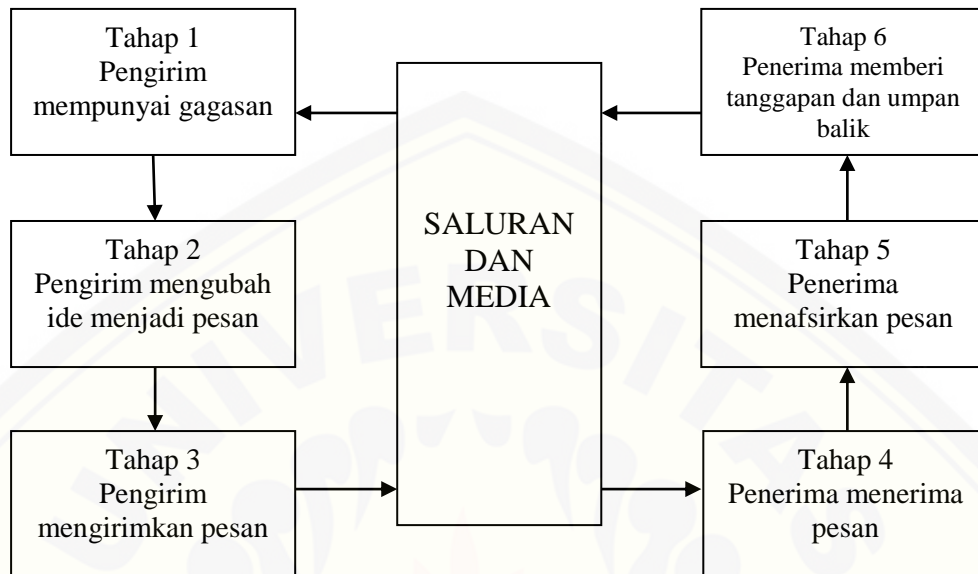 Tahap 1
Pengirim
mempunyai gagasan
Tahap 2
Pengirim mengubah
ide menjadi pesan
Tahap 3
Pengirim
mengirimkan pesan
SALURAN
DAN
MEDIA
Tahap 4
Penerima menerima
pesan
Tahap 5
Penerima
menafsirkan pesan
Tahap 6
Penerima memberi
tanggapan dan umpan
balik
UNIVERSITAS